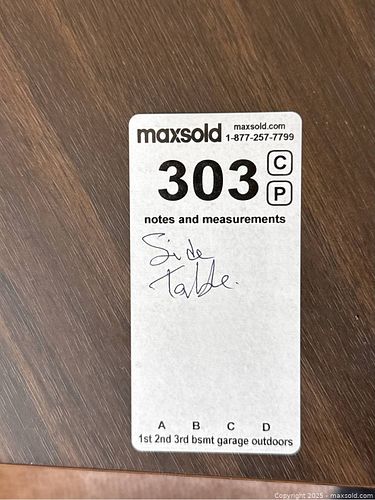 maxsold maxsold.com
1-877-257-7799
303 C
P
notes and measurements
Side
Table.
A B C D
1st 2nd 3rd bsmt garage outdoors
Copyright 2025 - maxsold.com